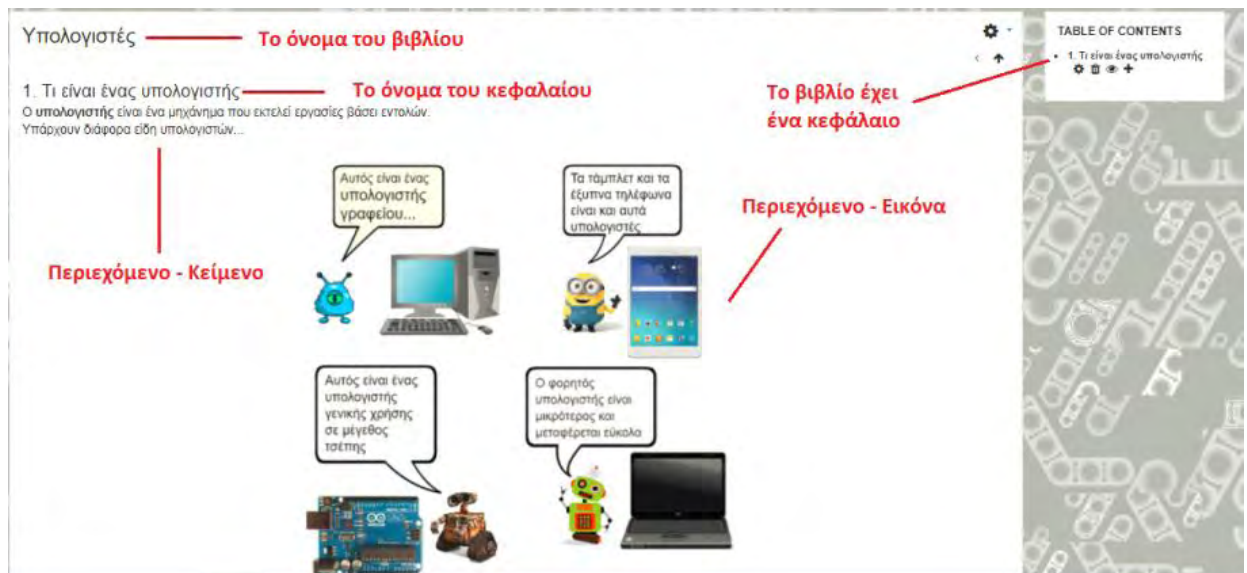 Υπολογιστές
Το όνομα του βιβλίου
TABLE OF CONTENTS
1. Τι είναι ένας υπολογιστής
1. Τι είναι ένας υπολογιστής
Το όνομα του κεφαλαίου
Το βιβλίο έχει
ένα κεφάλαιο
Ο υπολογιστής είναι ένα μηχάνημα που εκτελεί εργασίες βάσει εντολών.
Υπάρχουν διάφορα είδη υπολογιστών...
Περιεχόμενο - Κείμενο
Αυτός είναι ένας
υπολογιστής
γραφείου...
Τα τάμπλετ και τα
έξυπνα τηλέφωνα
είναι και αυτά
υπολογιστές
Περιεχόμενο - Εικόνα
Αυτός είναι ένας
υπολογιστής
γενικής χρήσης
σε μέγεθος
τσέπης
Ο φορητός
υπολογιστής είναι
μικρότερος και
μεταφέρεται εύκολα